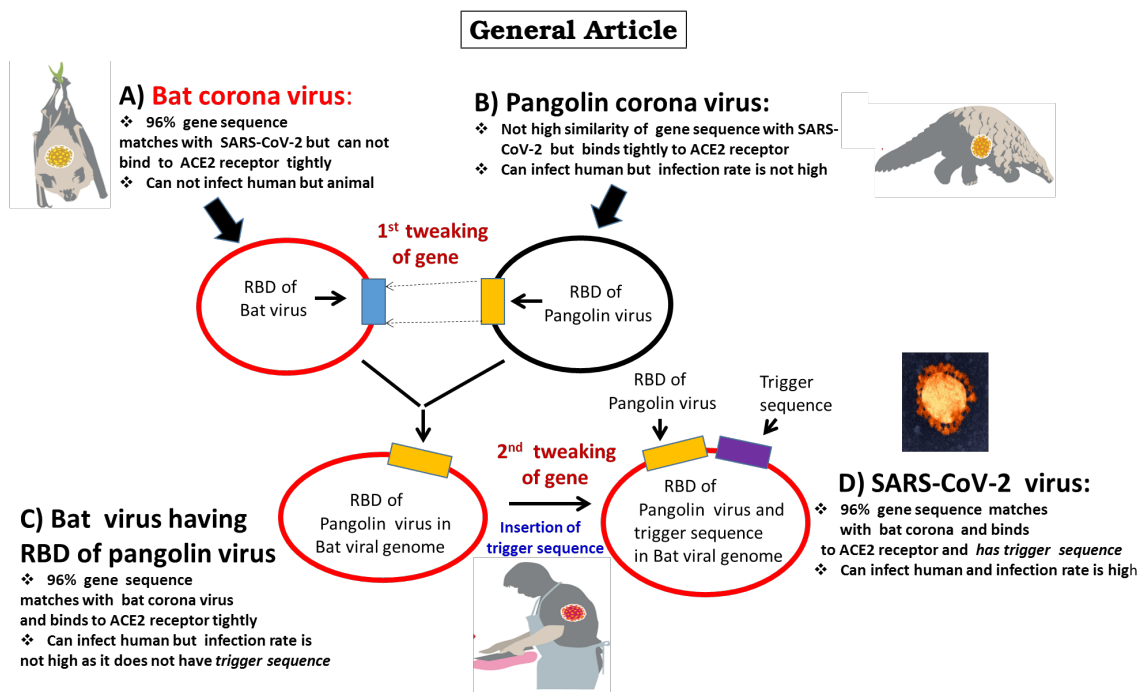 General Article
A) Bat corona virus:
❖ 96% gene sequence
matches with SARS-CoV-2 but can not
bind to ACE2 receptor tightly
❖ Can not infect human but animal
B) Pangolin corona virus:
❖ Not high similarity of gene sequence with SARS-
CoV-2 but binds tightly to ACE2 receptor
❖ Can infect human but infection rate is not high
1st tweaking
of gene
RBD of
Bat virus
RBD of
Pangolin virus
RBD of
Pangolin virus
Trigger
sequence
2nd tweaking
of gene
RBD of
Pangolin virus in
Bat viral genome
Insertion of
trigger sequence
RBD of
Pangolin virus and
trigger sequence
in Bat viral genome
C) Bat virus having
RBD of pangolin virus
❖ 96% gene sequence
matches with bat corona virus
and binds to ACE2 receptor tightly
❖ Can infect human but infection rate is
not high as it does not have trigger sequence
D) SARS-CoV-2 virus:
❖ 96% gene sequence matches
with bat corona and binds
to ACE2 receptor and has trigger sequence
❖ Can infect human and infection rate is high